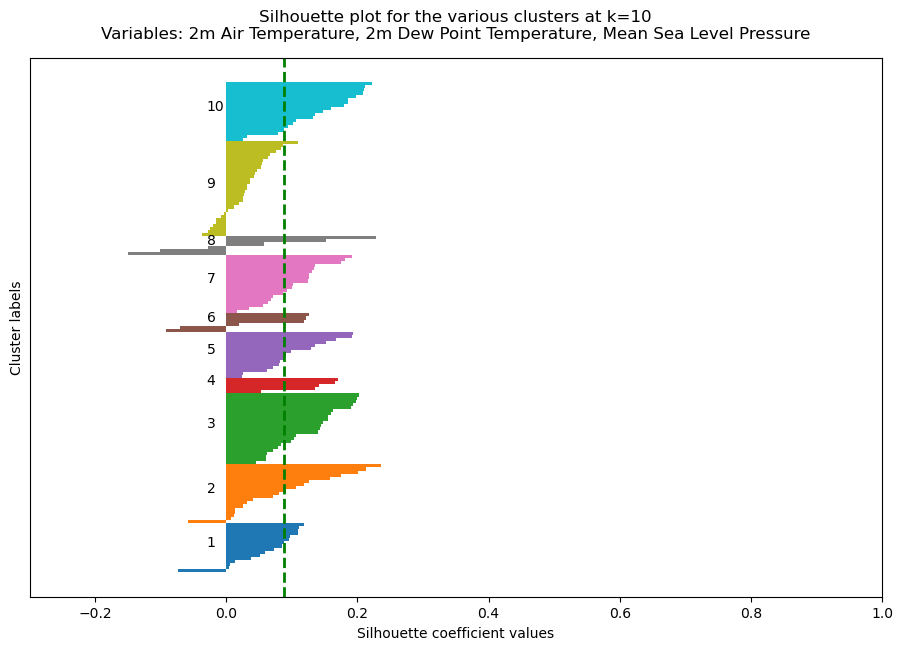 Silhouette plot for the various clusters at k=10
Variables: 2m Air Temperature, 2m Dew Point Temperature, Mean Sea Level Pressure
Cluster labels
10
9
8
7
6
5
4
3
2
1
−0.2 0.0 0.2 0.4 0.6 0.8 1.0
Silhouette coefficient values